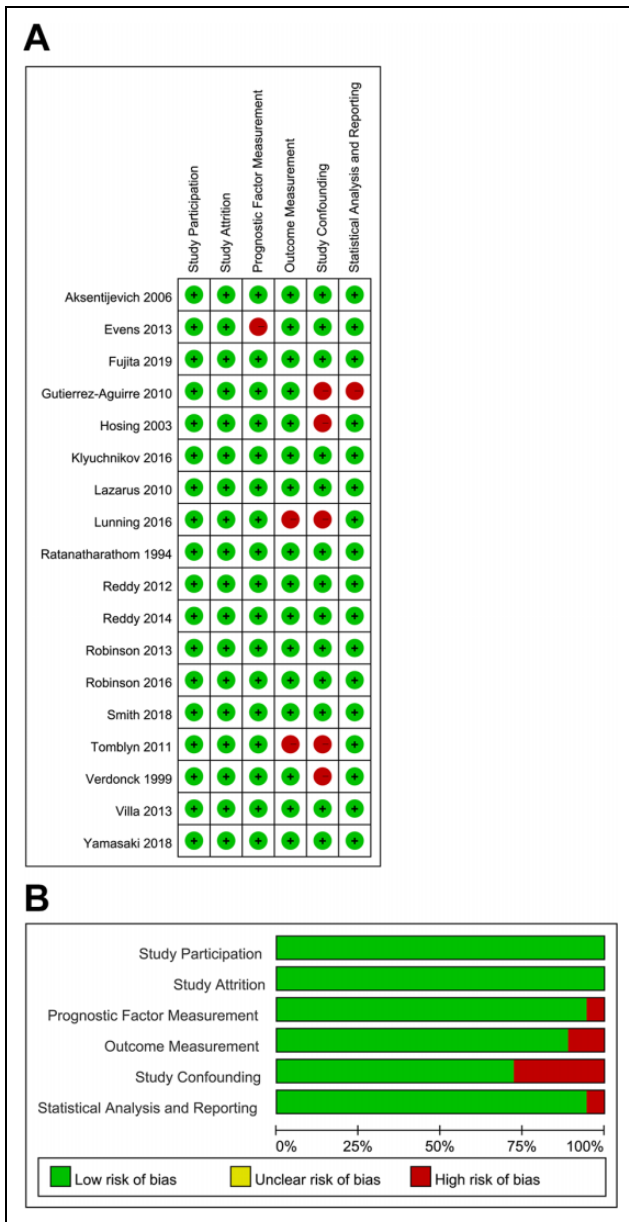 A
Study Participation
Study Attrition
Prognostic Factor Measurement
Outcome Measurement
Study Confounding
Statistical Analysis and Reporting
Aksentijevich 2006
Evens 2013
Fujita 2019
Gutierrez-Aguirre 2010
Hosing 2003
Klyuchnikov 2016
Lazarus 2010
Lunning 2016
Ratanatharathorn 1994
Reddy 2012
Reddy 2014
Robinson 2013
Robinson 2016
Smith 2018
Tomblyn 2011
Verdonck 1999
Villa 2013
Yamasaki 2018
B
Study Participation
Study Attrition
Prognostic Factor Measurement
Outcome Measurement
Study Confounding
Statistical Analysis and Reporting
0% 25% 50% 75% 100%
Low risk of bias Unclear risk of bias High risk of bias